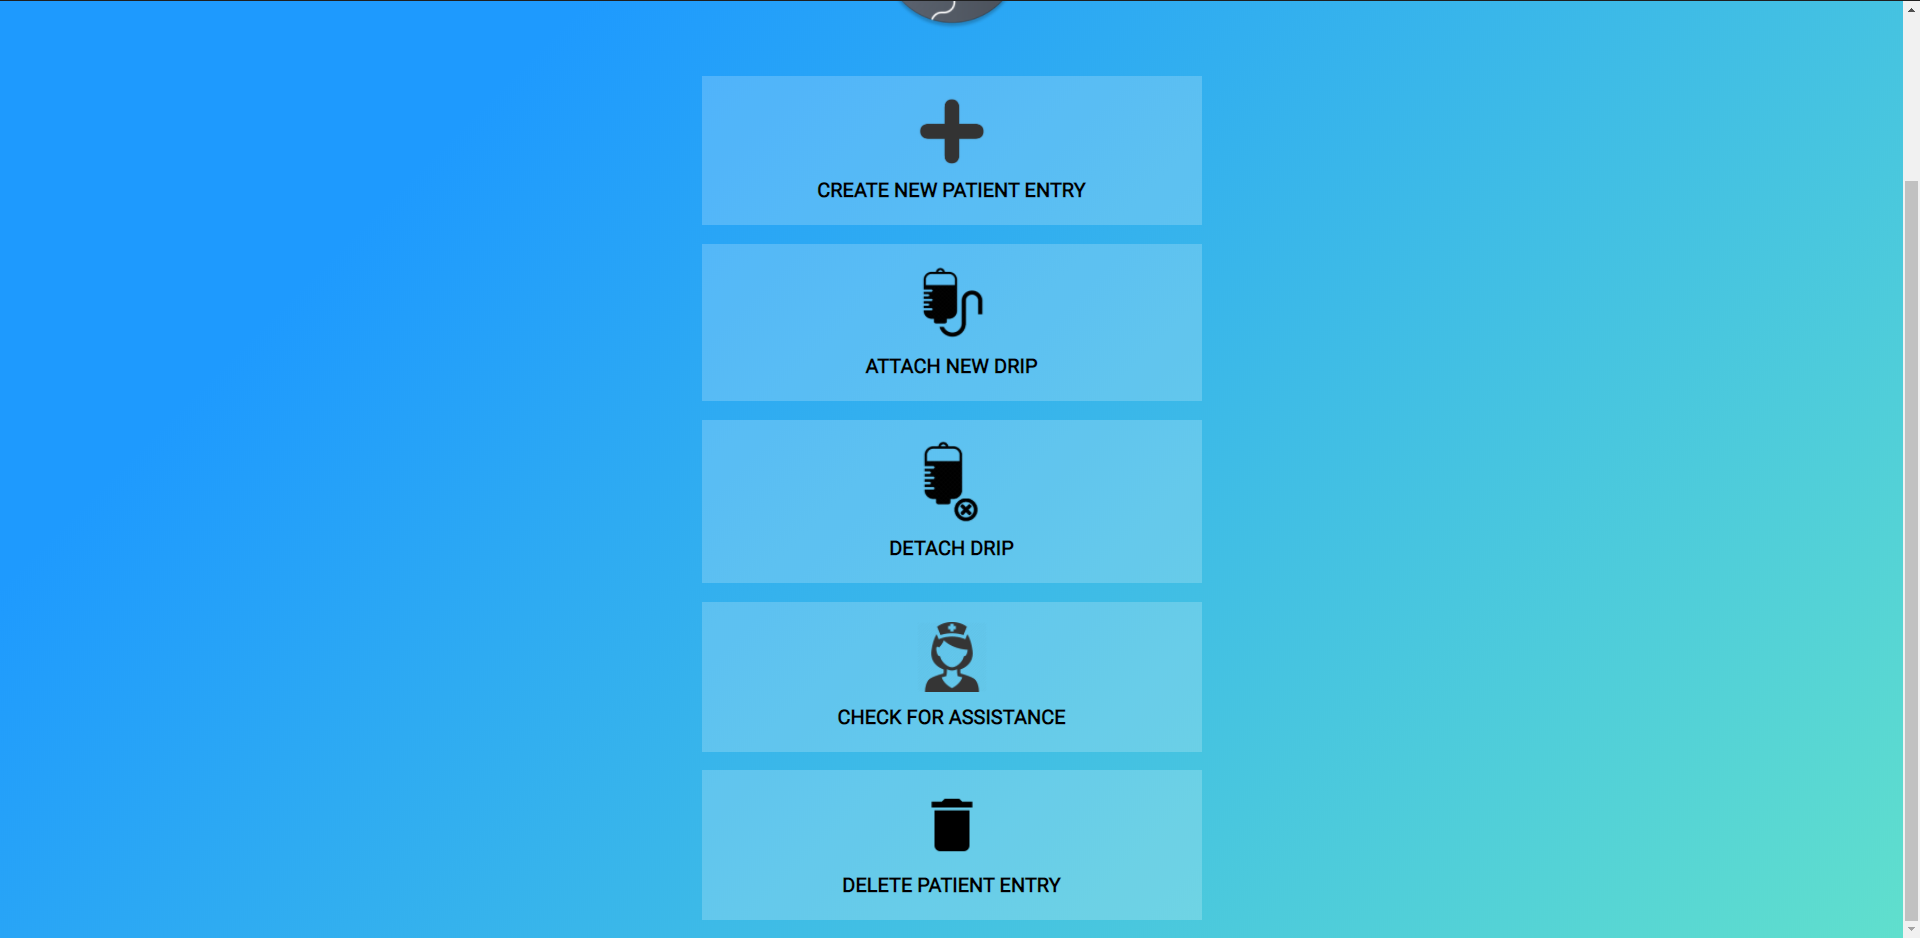 CREATE NEW PATIENT ENTRY
ATTACH NEW DRIP
DETACH DRIP
CHECK FOR ASSISTANCE
DELETE PATIENT ENTRY